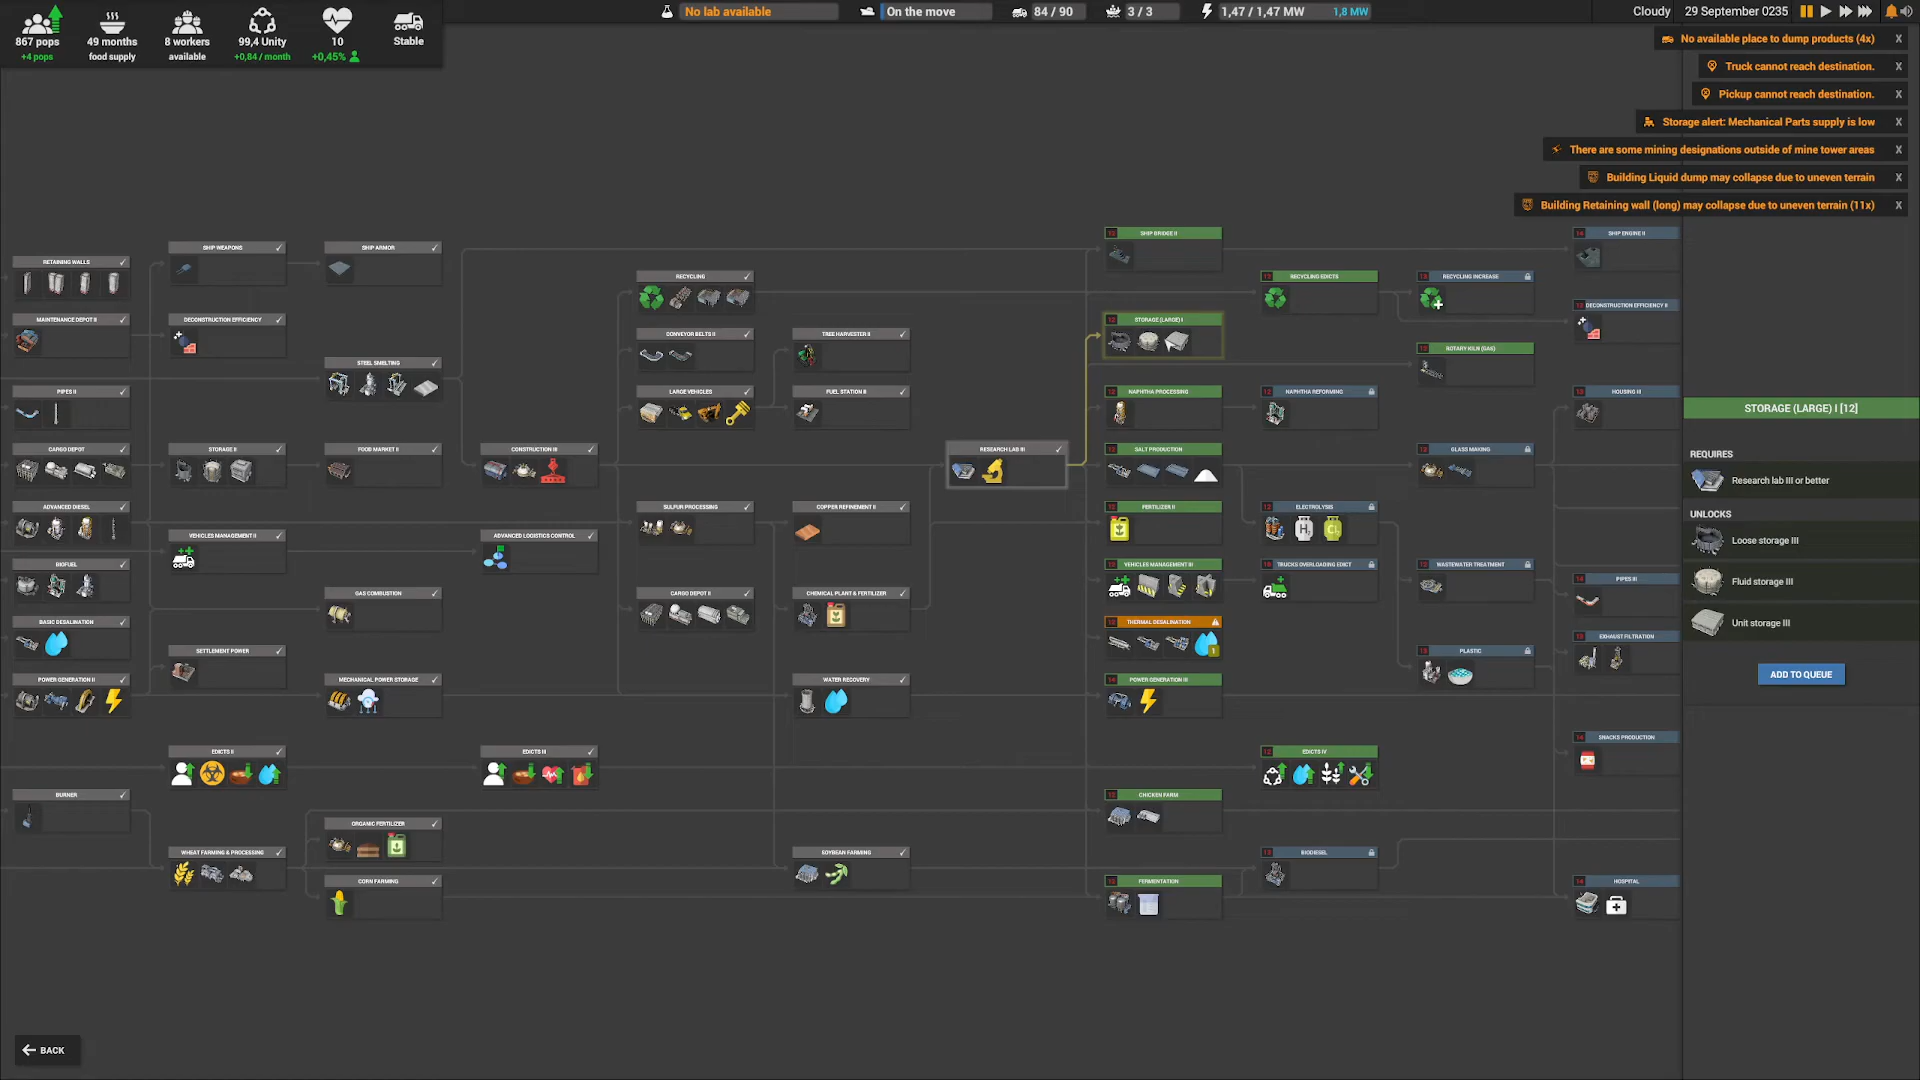 867 pops
+4 pops
49 months
food supply
8 workers
available
99,4 Unity
+0,84 / month
10
+0,45%
Stable
No lab available
On the move
84 / 90
3 / 3
1,47 / 1,47 MW
1,8 MW
Cloudy
29 September 0235
No available place to dump products (4x) X
Truck cannot reach destination. X
Pickup cannot reach destination. X
Storage alert: Mechanical Parts supply is low X
There are some mining designations outside of mine tower areas X
Building Liquid dump may collapse due to uneven terrain X
Building Retaining wall (long) may collapse due to uneven terrain (11x) X
RETAINING WALLS
MAINTENANCE DEPOT II
PIPES II
CARGO DEPOT
ADVANCED DIESEL
BIOFUEL
BASIC DESALINATION
POWER GENERATION II
BURNER
SHIP WEAPONS
DECONSTRUCTION EFFICIENCY
STORAGE II
VEHICLES MANAGEMENT II
SETTLEMENT POWER
EDICTS II
WHEAT FARMING & PROCESSING
SHIP ARMOR
STEEL SMELTING
FOOD MARKET II
GAS COMBUSTION
MECHANICAL POWER STORAGE
ORGANIC FERTILIZER
CORN FARMING
CONSTRUCTION III
ADVANCED LOGISTICS CONTROL
EDICTS III
RECYCLING
CONVEYOR BELTS II
LARGE VEHICLES
SULFUR PROCESSING
CARGO DEPOT II
TREE HARVESTER II
FUEL STATION II
COPPER REFINEMENT II
CHEMICAL PLANT & FERTILIZER
WATER RECOVERY
SOYBEAN FARMING
RESEARCH LAB III
SHIP BRIDGE II
12 STORAGE (LARGE) I
NAPHTHA PROCESSING
SALT PRODUCTION
FERTILIZER II
VEHICLES MANAGEMENT III
THERMAL DESALINATION
1
POWER GENERATION III
CHICKEN FARM
FERMENTATION
RECYCLING EDICTS
NAPHTHA REFORMING
ELECTROLYSIS
TRUCKS OVERLOADING EDICT
EDICTS IV
BIODIESEL
RECYCLING INCREASE
ROTARY KILN (GAS)
GLASS MAKING
WASTEWATER TREATMENT
PLASTIC
SHIP ENGINE II
DECONSTRUCTION EFFICIENCY II
HOUSING III
PIPES III
EXHAUST FILTRATION
SNACKS PRODUCTION
HOSPITAL
STORAGE (LARGE) I [12]
REQUIRES
Research lab III or better
UNLOCKS
Loose storage III
Fluid storage III
Unit storage III
ADD TO QUEUE
BACK